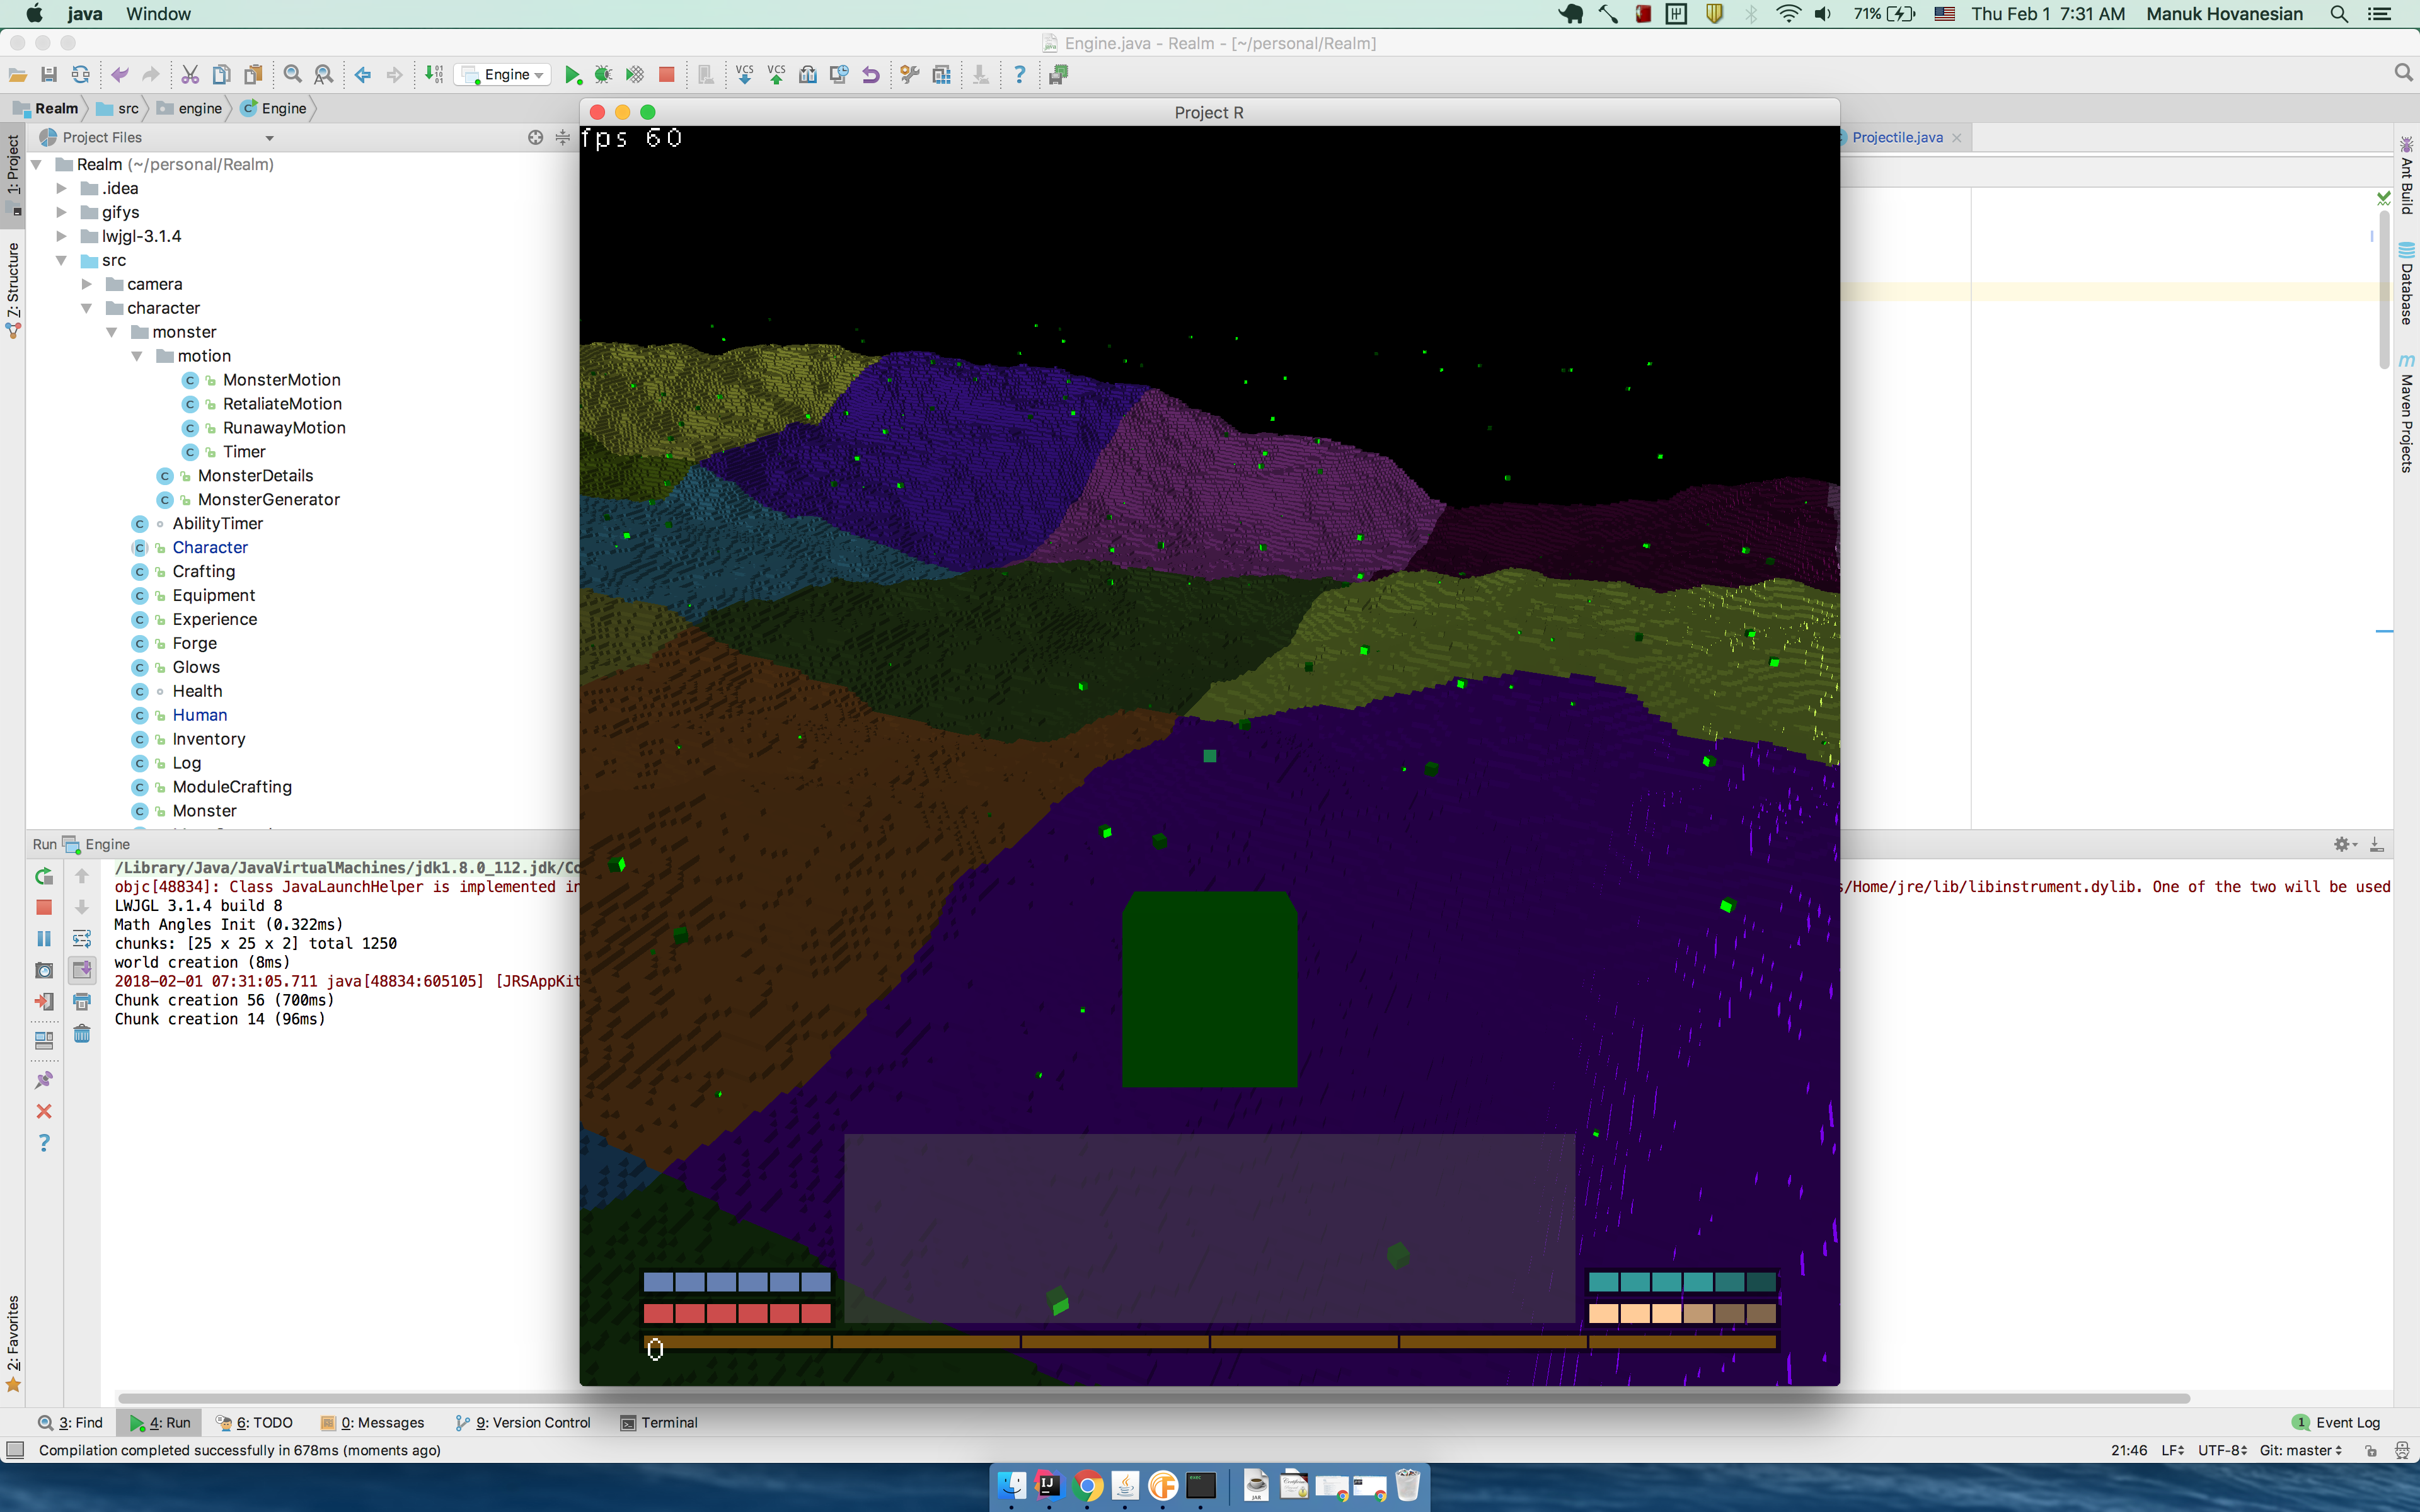 java Window
71% Thu Feb 1 7:31 AM Manuk Hovanesian
Engine.java - Realm - [~/personal/Realm]
Engine
VCS VCS
Realm src engine Engine
Project Files
Projectile.java
1: Project
7: Structure
2: Favorites
Ant Build
Database
Maven Projects
Realm (~/personal/Realm)
.idea
gifys
lwjgl-3.1.4
src
camera
character
monster
motion
MonsterMotion
RetaliateMotion
RunawayMotion
Timer
MonsterDetails
MonsterGenerator
AbilityTimer
Character
Crafting
Equipment
Experience
Forge
Glows
Health
Human
Inventory
Log
ModuleCrafting
Monster
Project R
fps 60
0
Run Engine
/Library/Java/JavaVirtualMachines/jdk1.8.0_112.jdk/Co
objc[48834]: Class JavaLaunchHelper is implemented in
s/Home/jre/lib/libinstrument.dylib. One of the two will be used
LWJGL 3.1.4 build 8
Math Angles Init (0.322ms)
chunks: [25 x 25 x 2] total 1250
world creation (8ms)
2018-02-01 07:31:05.711 java[48834:605105] [JRSAppKit
Chunk creation 56 (700ms)
Chunk creation 14 (96ms)
3: Find 4: Run 6: TODO 0: Messages 9: Version Control Terminal
1 Event Log
Compilation completed successfully in 678ms (moments ago)
21:46 LF UTF-8 Git: master